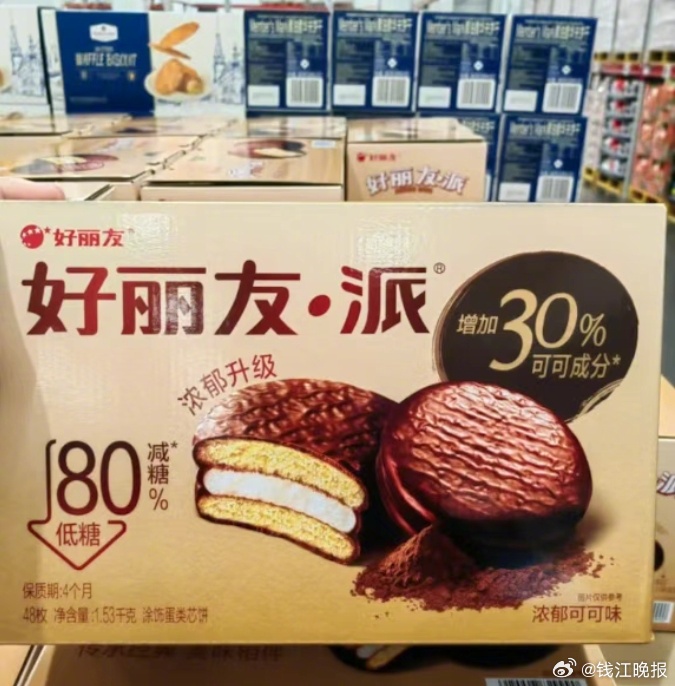 WHIFFLE BISCUIT
好丽友
好丽友·派
好丽友®
好丽友·派®
增加30%
可可成分*
浓郁升级
减糖*
80%
低糖
保质期:4个月
48枚 净含量:1.53千克 涂饰蛋类芯饼
图片仅供参考
浓郁可可味
@钱江晚报